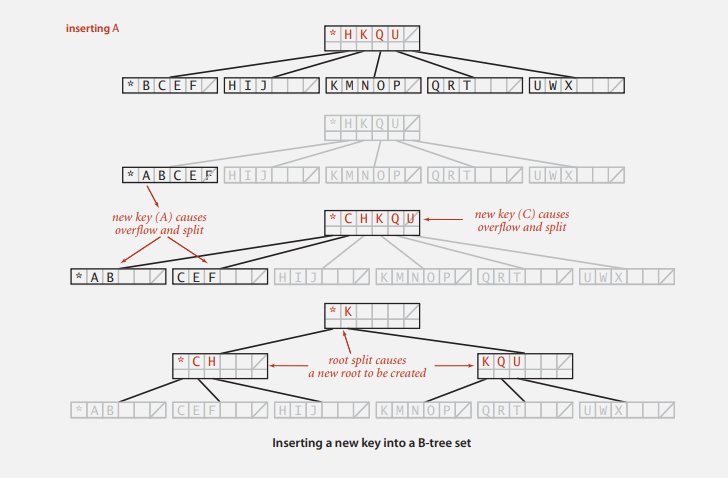 inserting A
* H K Q U
* B C E F
H I J
K M N O P
Q R T
U W X
* H K Q U
* A B C E F
H I J
K M N O P
Q R T
U W X
new key (A) causes
overflow and split
* C H K Q U
new key (C) causes
overflow and split
* A B
C E F
H I J
K M N O P
Q R T
U W X
* K
root split causes
a new root to be created
* C H
K Q U
* A B
C E F
H I J
K M N O P
Q R T
U W X
Inserting a new key into a B-tree set